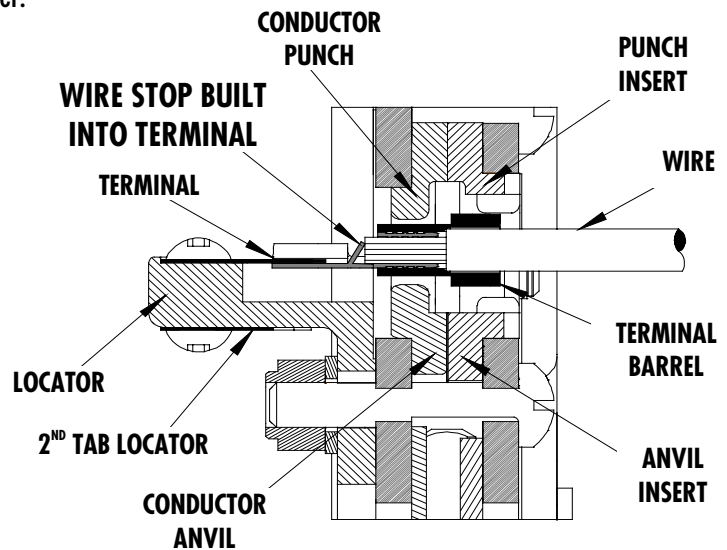 CONDUCTOR
PUNCH
PUNCH
INSERT
WIRE STOP BUILT
INTO TERMINAL
WIRE
TERMINAL
TERMINAL
BARREL
LOCATOR
2ND TAB LOCATOR
ANVIL
INSERT
CONDUCTOR
ANVIL